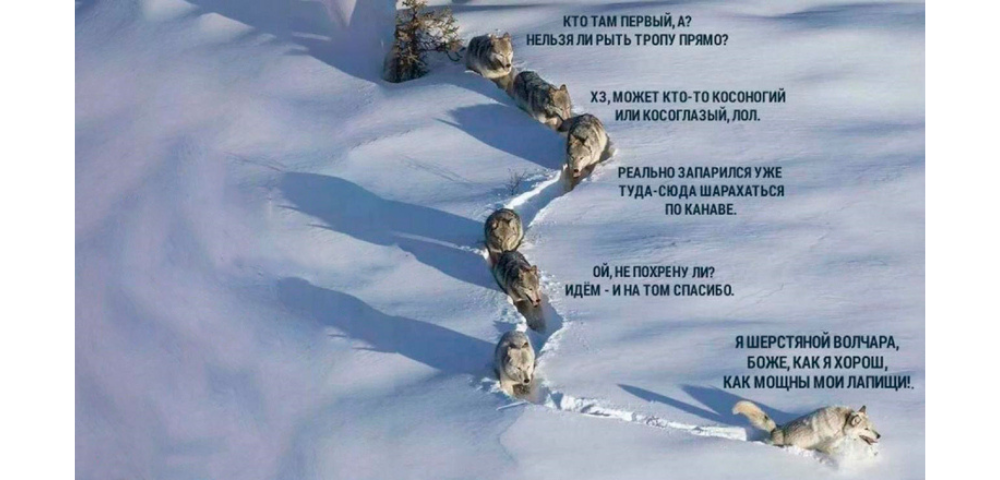 КТО ТАМ ПЕРВЫЙ, А?
НЕЛЬЗЯ ЛИ РЫТЬ ТРОПУ ПРЯМО?
ХЗ, МОЖЕТ КТО-ТО КОСОНОГИЙ
ИЛИ КОСОГЛАЗЫЙ, ЛОЛ.
РЕАЛЬНО ЗАПАРИЛСЯ УЖЕ
ТУДА-СЮДА ШАРАХАТЬСЯ
ПО КАНАВЕ.
ОЙ, НЕ ПОХРЕНУ ЛИ?
ИДЁМ - И НА ТОМ СПАСИБО.
Я ШЕРСТЯНОЙ ВОЛЧАРА,
БОЖЕ, КАК Я ХОРОШ,
КАК МОЩНЫ МОИ ЛАПИЩИ!.